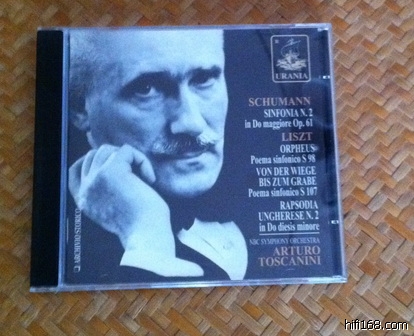 URANIA
SCHUMANN
SINFONIA N. 2
in Do maggiore Op. 61
LISZT
ORPHEUS
Poema sinfonico S 98
VON DER WIEGE
BIS ZUM GRABE
Poema sinfonico S 107
RAPSODIA
UNGHERESE N. 2
in Do diesis minore
NBC SYMPHONY ORCHESTRA
ARTURO
TOSCANINI
ARCHIVIO STORICO
hifi168.com